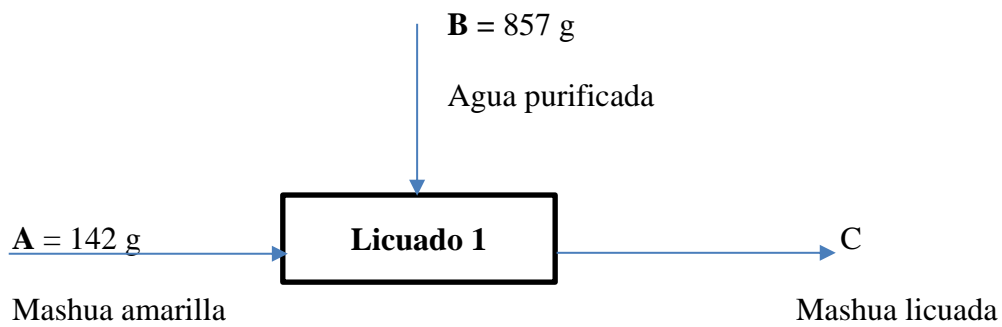 B = 857 g
Agua purificada
A = 142 g
Licuado 1
C
Mashua amarilla
Mashua licuada